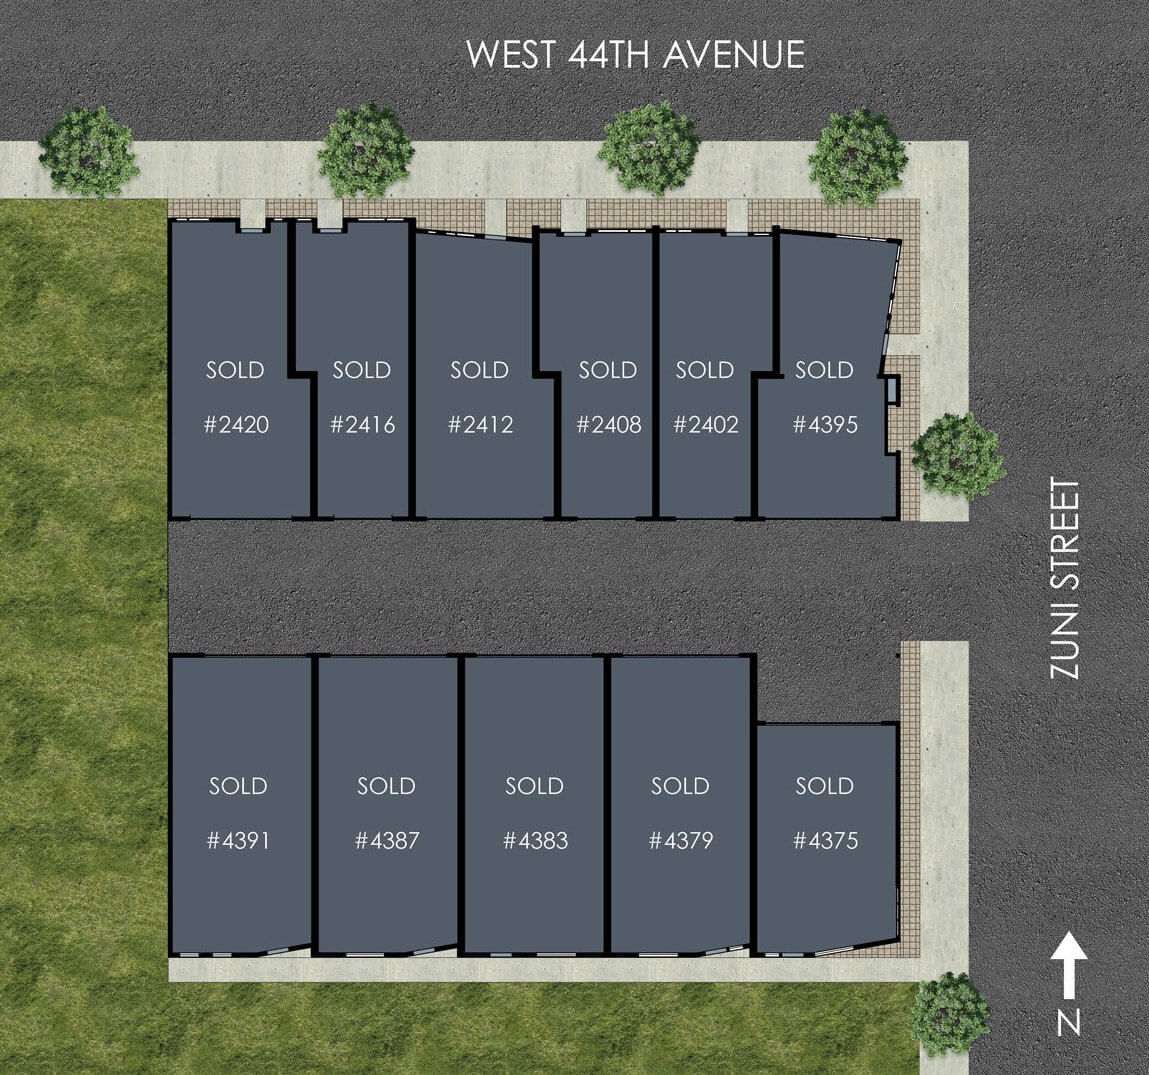 WEST 44TH AVENUE
SOLD
#2420
SOLD
#2416
SOLD
#2412
SOLD
#2408
SOLD
#2402
SOLD
#4395
ZUNI STREET
SOLD
#4391
SOLD
#4387
SOLD
#4383
SOLD
#4379
SOLD
#4375
N